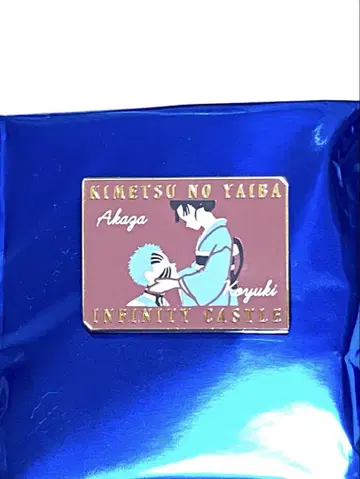 KIMETSU NO YAIBA
Akaza
Koyuki
INFINITY CASTLE